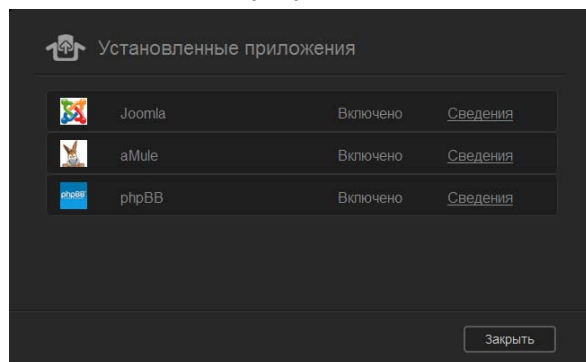 Установленные приложения
Joomla Включено Сведения
aMule Включено Сведения
phpBB phpBB Включено Сведения
Закрыть